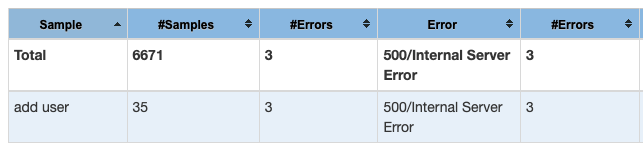 Sample #Samples #Errors Error #Errors
Total 6671 3 500/Internal Server Error 3
add user 35 3 500/Internal Server Error 3